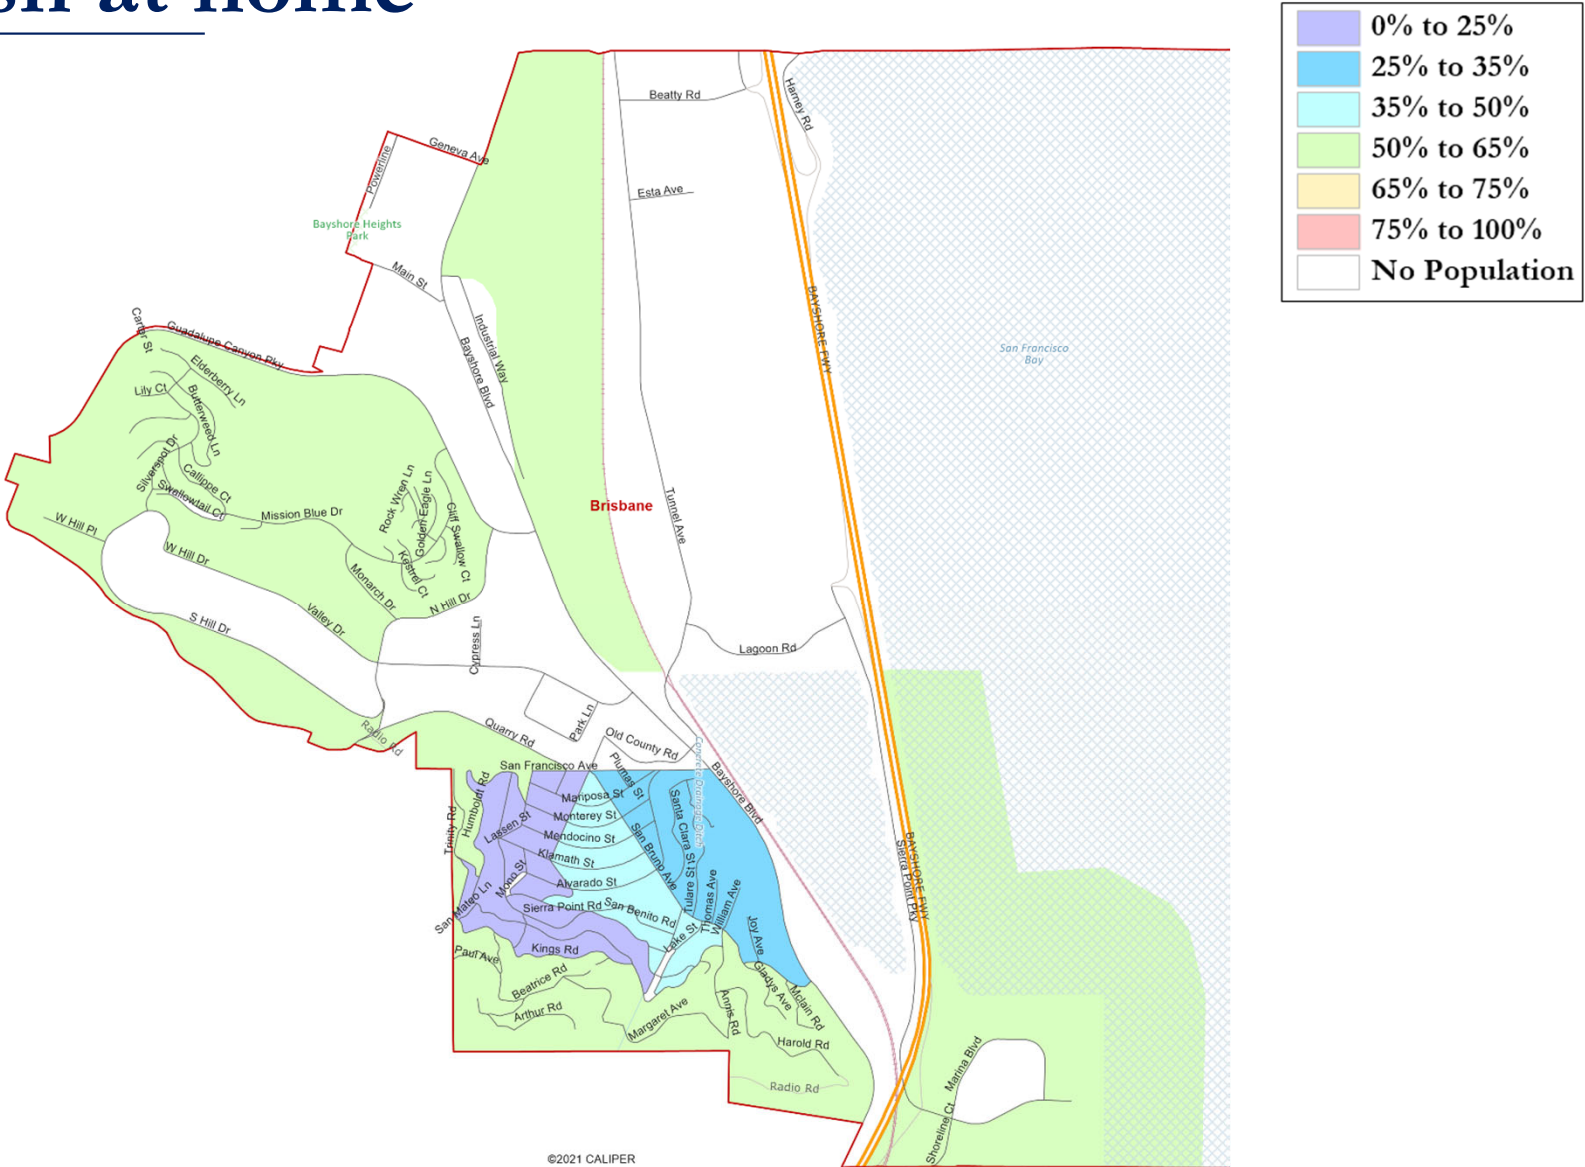 at home
0% to 25%
25% to 35%
35% to 50%
50% to 65%
65% to 75%
75% to 100%
No Population
Beatty Rd
Harney Rd
Geneva Ave
Powerline
Esta Ave
Bayshore Heights
Park
Main St
BAYSHORE FWY
Industrial Way
Bayshore Blvd
San Francisco
Bay
Carter St
Guadalupe Canyon Pky
Elderberry Ln
Lily Ct
Butterweed Ln
Silverspot Dr
Callippe Ct
Swallowtail Ct
Mission Blue Dr
Rock Wren Ln
Golden Eagle Ln
Cliff Swallow Ct
Kestrel Ct
Brisbane
Tunnel Ave
W Hill Pl
W Hill Dr
Monarch Dr
N Hill Dr
Valley Dr
S Hill Dr
Cypress Ln
Lagoon Rd
Park Ln
Quarry Rd
Old County Rd
Radio Rd
San Francisco Ave
Plumas St
Bayshore Blvd
Humboldt Rd
Trinity Rd
Mariposa St
Monterey St
Lassen St
Mendocino St
Klamath St
Mono St
Alvarado St
San Bruno Ave
Santa Clara St
Tulare St
Thomas Ave
William Ave
San Mateo Ln
Sierra Point Rd
San Benito Rd
Lake St
Joy Ave
Kings Rd
Paul Ave
Beatrice Rd
Arthur Rd
Margaret Ave
Annis Rd
Gladys Ave
Mclain Rd
Harold Rd
Radio Rd
BAYSHORE FWY
Sierra Point Pky
Marina Blvd
Shoreline Ct
©2021 CALIPER